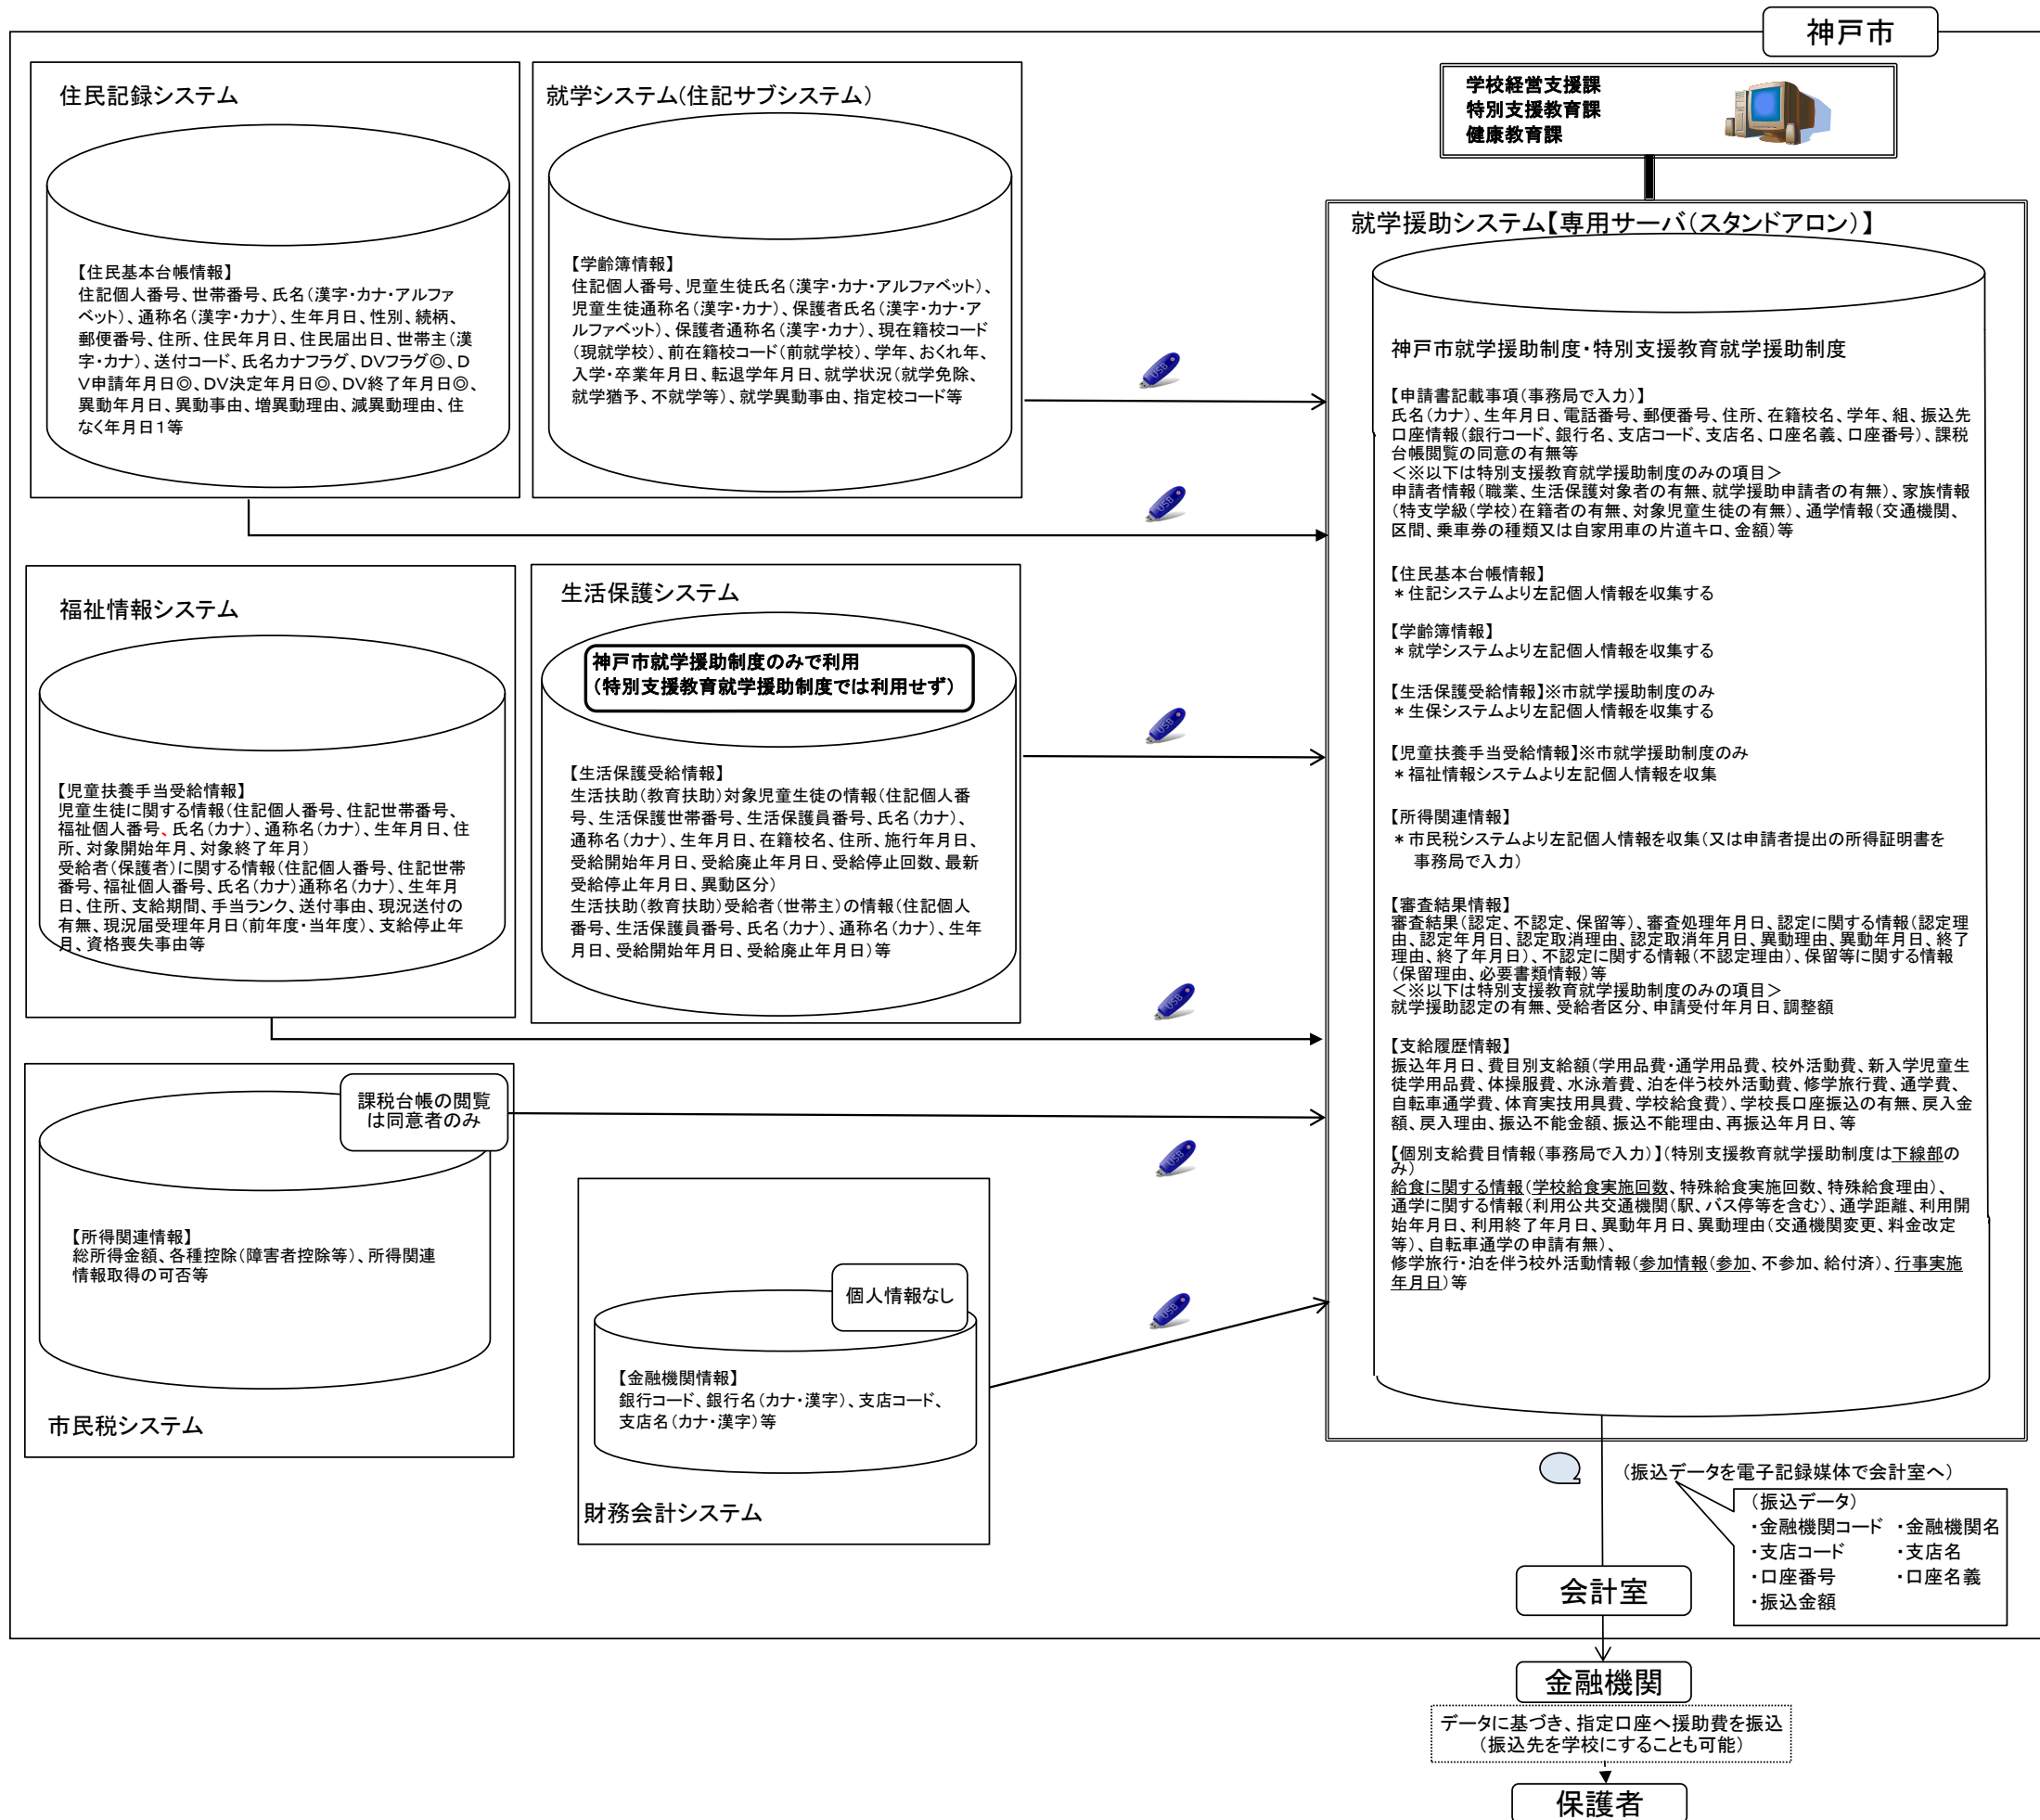 神戸市
住民記録システム
【住民基本台帳情報】
住記個人番号、世帯番号、氏名（漢字・カナ・アルファ
ベット）、通称名（漢字・カナ）、生年月日、性別、続柄、
郵便番号、住所、住民年月日、住民届出日、世帯主（漢
字・カナ）、送付コード、氏名カナフラグ、DVフラグ◎、D
V申請年月日◎、DV決定年月日◎、DV終了年月日◎、
異動年月日、異動事由、増異動理由、減異動理由、住
なく年月日１等
就学システム（住記サブシステム）
【学齢簿情報】
住記個人番号、児童生徒氏名（漢字・カナ・アルファベット）、
児童生徒通称名（漢字・カナ）、保護者氏名（漢字・カナ・ア
ルファベット）、保護者通称名（漢字・カナ）、現在籍校コード
（現就学校）、前在籍校コード（前就学校）、学年、おくれ年、
入学・卒業年月日、転退学年月日、就学状況（就学免除、
就学猶予、不就学等）、就学異動事由、指定校コード等
USB
USB
福祉情報システム
【児童扶養手当受給情報】
児童生徒に関する情報（住記個人番号、住記世帯番号、
福祉個人番号、氏名（カナ）、通称名（カナ）、生年月日、住
所、対象開始年月、対象終了年月）
受給者（保護者）に関する情報（住記個人番号、住記世帯
番号、福祉個人番号、氏名（カナ）通称名（カナ）、生年月
日、住所、支給期間、手当ランク、送付事由、現況送付の
有無、現況届受理年月日（前年度・当年度）、支給停止年
月、資格喪失事由等
生活保護システム
神戸市就学援助制度のみで利用
（特別支援教育就学援助制度では利用せず）
【生活保護受給情報】
生活扶助（教育扶助）対象児童生徒の情報（住記個人番
号、生活保護世帯番号、生活保護員番号、氏名（カナ）、
通称名（カナ）、生年月日、在籍校名、住所、施行年月日、
受給開始年月日、受給廃止年月日、受給停止回数、最新
受給停止年月日、異動区分）
生活扶助（教育扶助）受給者（世帯主）の情報（住記個人
番号、生活保護員番号、氏名（カナ）、通称名（カナ）、生年
月日、受給開始年月日、受給廃止年月日）等
USB
USB
課税台帳の閲覧
は同意者のみ
【所得関連情報】
総所得金額、各種控除（障害者控除等）、所得関連
情報取得の可否等
市民税システム
USB
個人情報なし
【金融機関情報】
銀行コード、銀行名（カナ・漢字）、支店コード、
支店名（カナ・漢字）等
財務会計システム
USB
学校経営支援課
特別支援教育課
健康教育課
就学援助システム【専用サーバ（スタンドアロン）】
神戸市就学援助制度・特別支援教育就学援助制度
【申請書記載事項（事務局で入力）】
氏名（カナ）、生年月日、電話番号、郵便番号、住所、在籍校名、学年、組、振込先
口座情報（銀行コード、銀行名、支店コード、支店名、口座名義、口座番号）、課税
台帳閲覧の同意の有無等
＜※以下は特別支援教育就学援助制度のみの項目＞
申請者情報（職業、生活保護対象者の有無、就学援助申請者の有無）、家族情報
（特支学級（学校）在籍者の有無、対象児童生徒の有無）、通学情報（交通機関、
区間、乗車券の種類又は自家用車の片道キロ、金額）等
【住民基本台帳情報】
＊住記システムより左記個人情報を収集する
【学齢簿情報】
＊就学システムより左記個人情報を収集する
【生活保護受給情報】※市就学援助制度のみ
＊生保システムより左記個人情報を収集する
【児童扶養手当受給情報】※市就学援助制度のみ
＊福祉情報システムより左記個人情報を収集
【所得関連情報】
＊市民税システムより左記個人情報を収集（又は申請者提出の所得証明書を
事務局で入力）
【審査結果情報】
審査結果（認定、不認定、保留等）、審査処理年月日、認定に関する情報（認定理
由、認定年月日、認定取消理由、認定取消年月日、異動理由、異動年月日、終了
理由、終了年月日）、不認定に関する情報（不認定理由）、保留等に関する情報
（保留理由、必要書類情報）等
＜※以下は特別支援教育就学援助制度のみの項目＞
就学援助認定の有無、受給者区分、申請受付年月日、調整額
【支給履歴情報】
振込年月日、費目別支給額（学用品費・通学用品費、校外活動費、新入学児童生
徒学用品費、体操服費、水泳着費、泊を伴う校外活動費、修学旅行費、通学費、
自転車通学費、体育実技用具費、学校給食費）、学校長口座振込の有無、戻入金
額、戻入理由、振込不能金額、振込不能理由、再振込年月日、等
【個別支給費目情報（事務局で入力）】（特別支援教育就学援助制度は下線部の
み）
給食に関する情報（学校給食実施回数、特殊給食実施回数、特殊給食理由）、
通学に関する情報（利用公共交通機関（駅、バス停等を含む）、通学距離、利用開
始年月日、利用終了年月日、異動年月日、異動理由（交通機関変更、料金改定
等）、自転車通学の申請有無）、
修学旅行・泊を伴う校外活動情報（参加情報（参加、不参加、給付済）、行事実施
年月日）等
（振込データを電子記録媒体で会計室へ）
（振込データ）
・金融機関コード ・金融機関名
・支店コード ・支店名
・口座番号 ・口座名義
・振込金額
会計室
金融機関
データに基づき、指定口座へ援助費を振込
（振込先を学校にすることも可能）
保護者